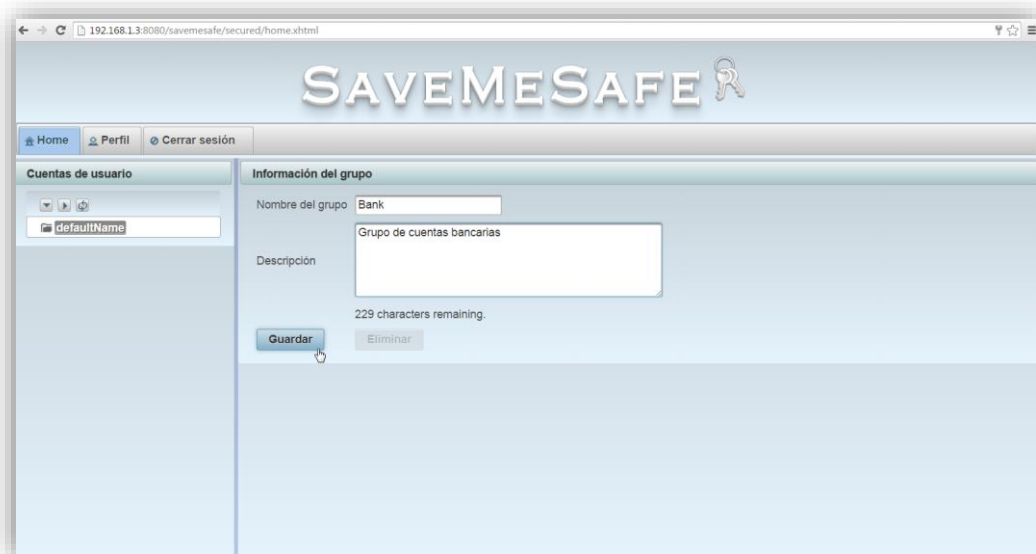 192.168.1.3:8080/savemesafe/secured/home.xhtml
SAVEMESAFE
Home Perfil Cerrar sesión
Cuentas de usuario
defaultName
Información del grupo
Nombre del grupo Bank
Descripción
Grupo de cuentas bancarias
229 characters remaining.
Guardar Eliminar